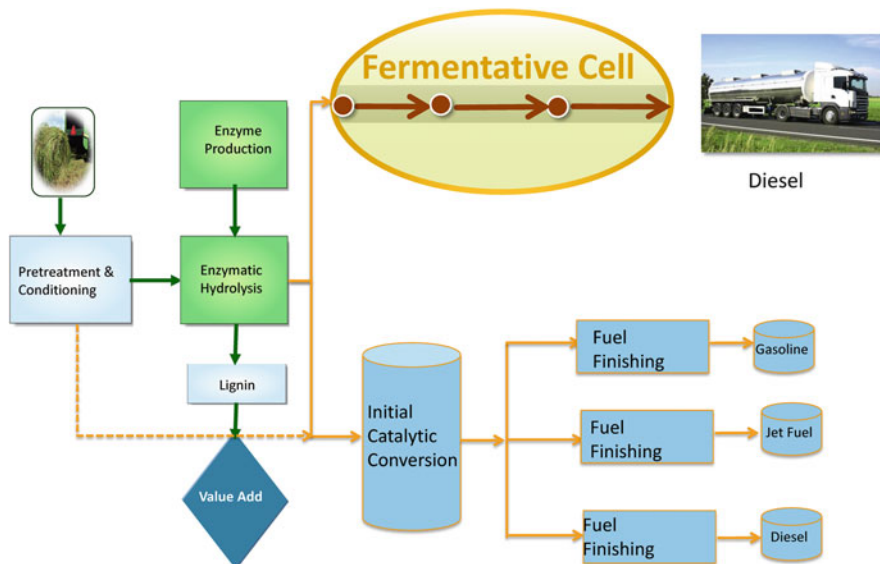 Fermentative Cell
Enzyme
Production
Diesel
Pretreatment &
Conditioning
Enzymatic
Hydrolysis
Lignin
Value Add
Initial
Catalytic
Conversion
Fuel
Finishing
Gasoline
Fuel
Finishing
Jet Fuel
Fuel
Finishing
Diesel